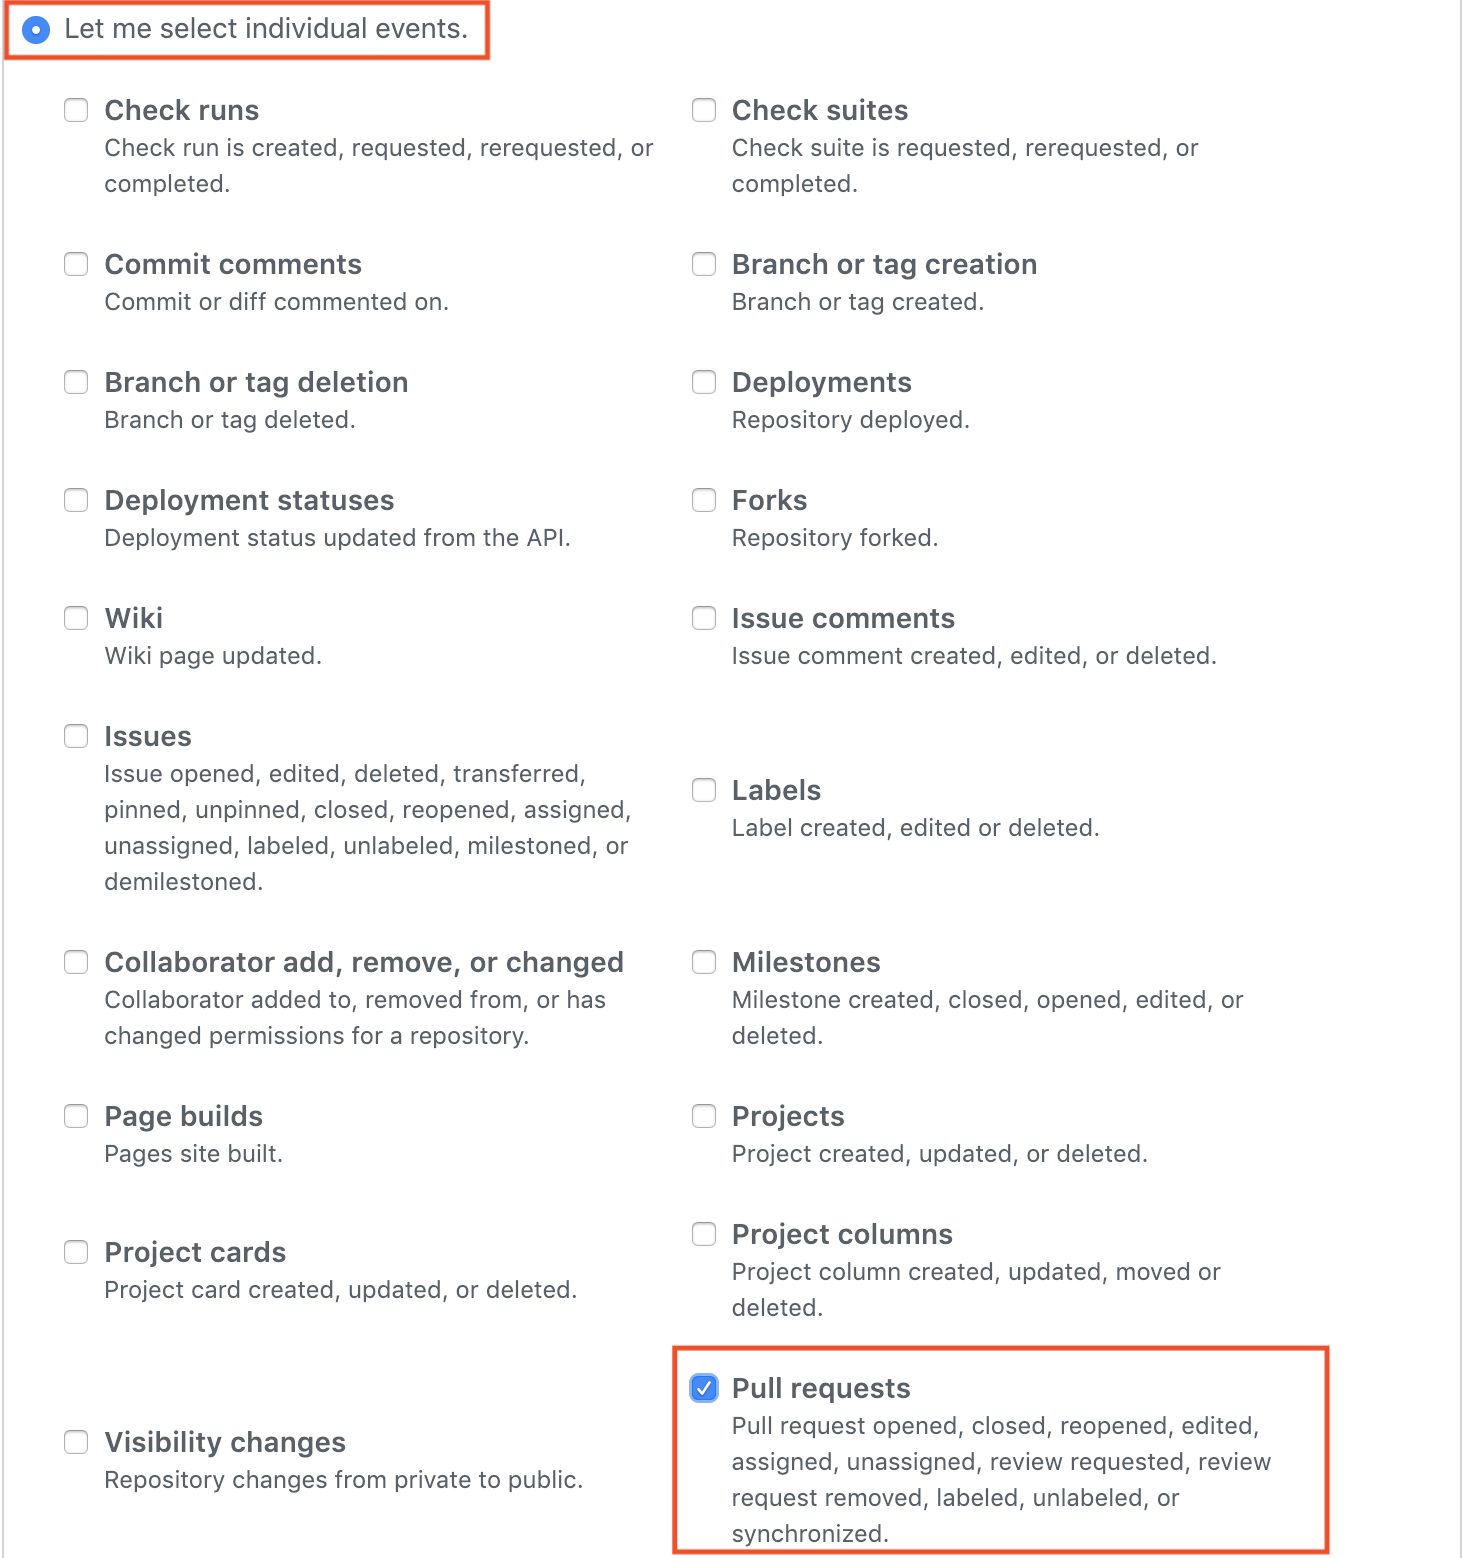 Let me select individual events.
Check runs
Check run is created, requested, rerequested, or
completed.
Check suites
Check suite is requested, rerequested, or
completed.
Commit comments
Commit or diff commented on.
Branch or tag creation
Branch or tag created.
Branch or tag deletion
Branch or tag deleted.
Deployments
Repository deployed.
Deployment statuses
Deployment status updated from the API.
Forks
Repository forked.
Wiki
Wiki page updated.
Issue comments
Issue comment created, edited, or deleted.
Issues
Issue opened, edited, deleted, transferred,
pinned, unpinned, closed, reopened, assigned,
unassigned, labeled, unlabeled, milestoned, or
demilestoned.
Labels
Label created, edited or deleted.
Collaborator add, remove, or changed
Collaborator added to, removed from, or has
changed permissions for a repository.
Milestones
Milestone created, closed, opened, edited, or
deleted.
Page builds
Pages site built.
Projects
Project created, updated, or deleted.
Project cards
Project card created, updated, or deleted.
Project columns
Project column created, updated, moved or
deleted.
Visibility changes
Repository changes from private to public.
Pull requests
Pull request opened, closed, reopened, edited,
assigned, unassigned, review requested, review
request removed, labeled, unlabeled, or
synchronized.